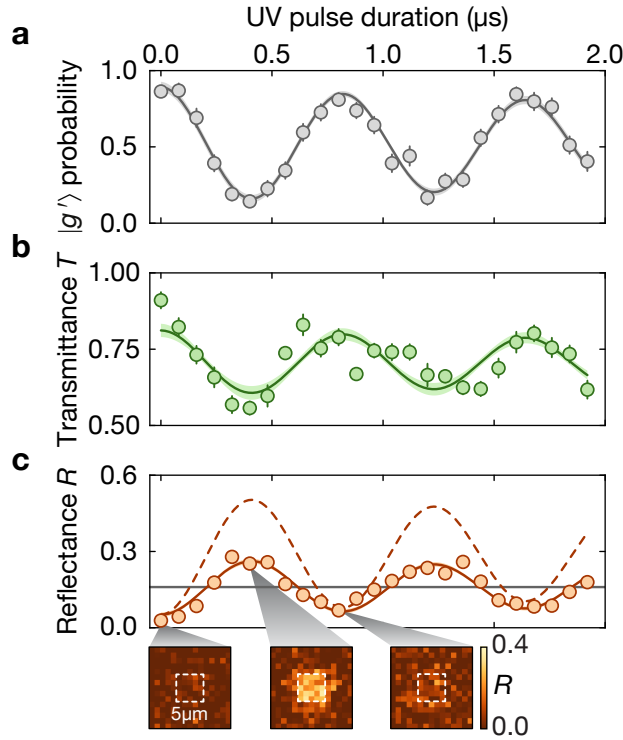 UV pulse duration (μs)
a
0.0 0.5 1.0 1.5 2.0
1.0
0.5
0.0
|g′⟩ probability
b
1.00
0.75
0.50
Transmittance T
c
0.6
0.3
0.0
Reflectance R
5μm
0.4
R
0.0